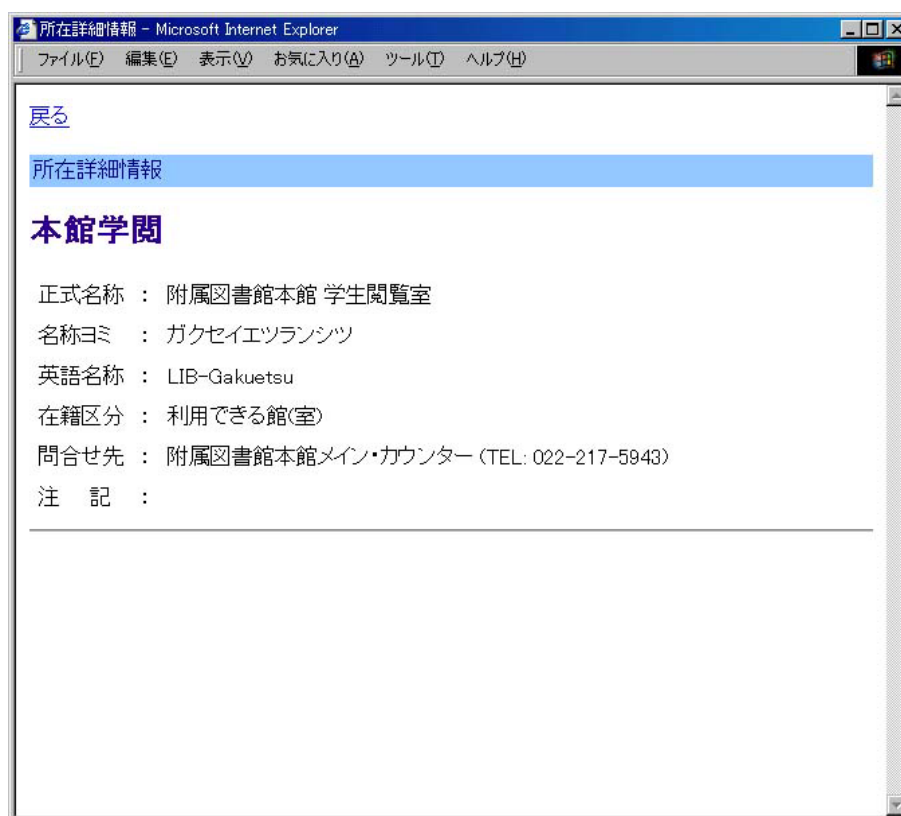 所在詳細情報 - Microsoft Internet Explorer
ファイル(F) 編集(E) 表示(V) お気に入り(A) ツール(T) ヘルプ(H)
戻る
所在詳細情報
本館学閲
正式名称 : 附属図書館本館 学生閲覧室
名称ヨミ : ガクセイエツランシツ
英語名称 : LIB-Gakuetsu
在籍区分 : 利用できる館(室)
問合せ先 : 附属図書館本館メイン・カウンター (TEL: 022-217-5943)
注 記 :